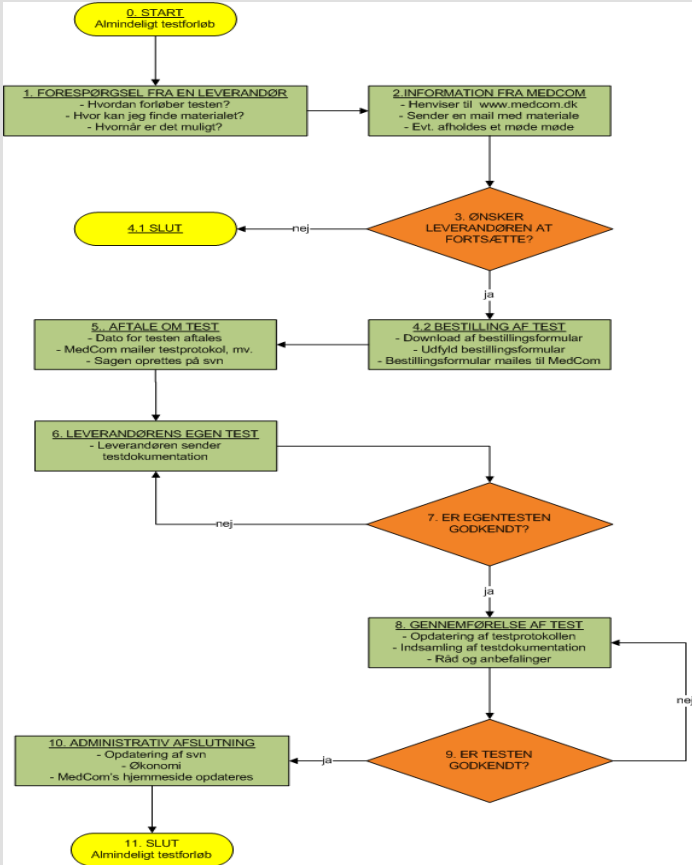 0. START
Almindeligt testforløb
1. FORESPØRGSEL FRA EN LEVERANDØR
- Hvordan forløber testen?
- Hvor kan jeg finde materialet?
- Hvornår er det muligt?
2.INFORMATION FRA MEDCOM
- Henviser til www.medcom.dk
- Sender en mail med materiale
- Evt. afholdes et møde møde
3. ØNSKER
LEVERANDØREN AT
FORTSÆTTE?
nej
4.1 SLUT
ja
4.2 BESTILLING AF TEST
- Download af bestillingsformular
- Udfyld bestillingsformular
- Bestillingsformular mailes til MedCom
5.. AFTALE OM TEST
- Dato for testen aftales
- MedCom mailer testprotokol, mv.
- Sagen oprettes på svn
6. LEVERANDØRENS EGEN TEST
- Leverandøren sender
testdokumentation
7. ER EGENTESTEN
GODKENDT?
nej
ja
8. GENNEMFØRELSE AF TEST
- Opdatering af testprotokollen
- Indsamling af testdokumentation
- Råd og anbefalinger
nej
9. ER TESTEN
GODKENDT?
ja
10. ADMINISTRATIV AFSLUTNING
- Opdatering af svn
- Økonomi
- MedCom's hjemmeside opdateres
11. SLUT
Almindeligt testforløb